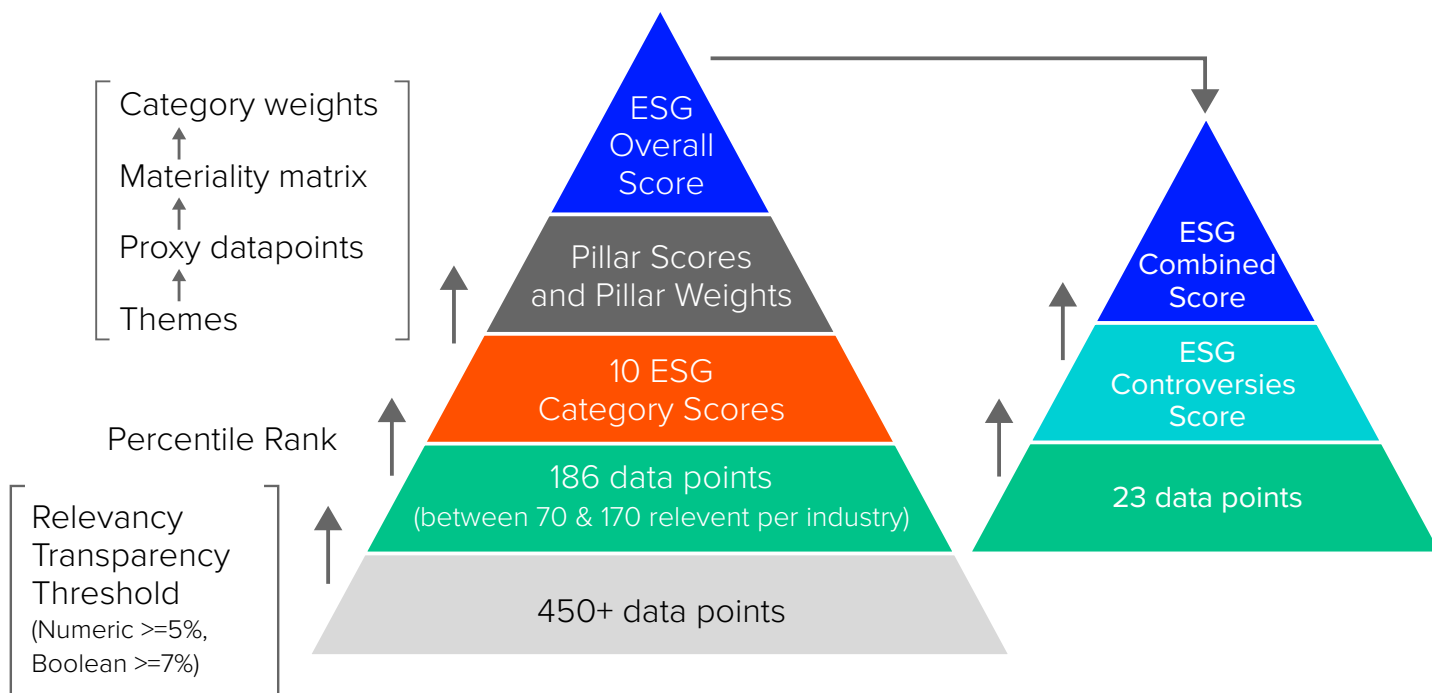 Category weights
Materiality matrix
Proxy datapoints
Themes
Percentile Rank
Relevancy
Transparency
Threshold
(Numeric >=5%,
Boolean >=7%)
ESG
Overall
Score
Pillar Scores
and Pillar Weights
10 ESG
Category Scores
186 data points
(between 70 & 170 relevent per industry)
450+ data points
ESG
Combined
Score
ESG
Controversies
Score
23 data points